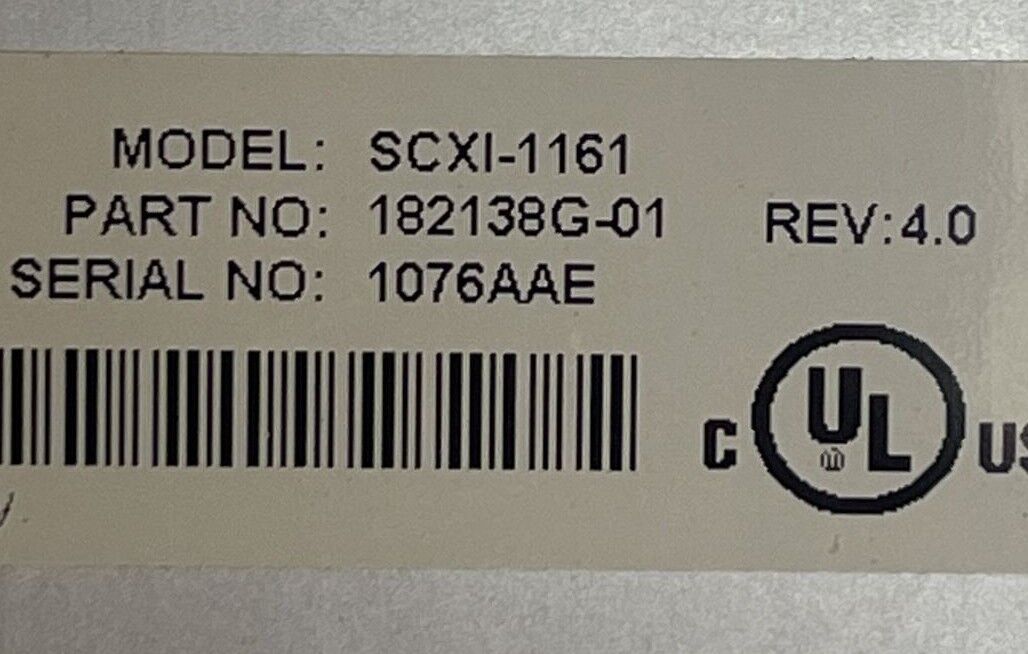 MODEL: SCXI-1161
PART NO: 182138G-01 REV:4.0
SERIAL NO: 1076AAE
C UL US